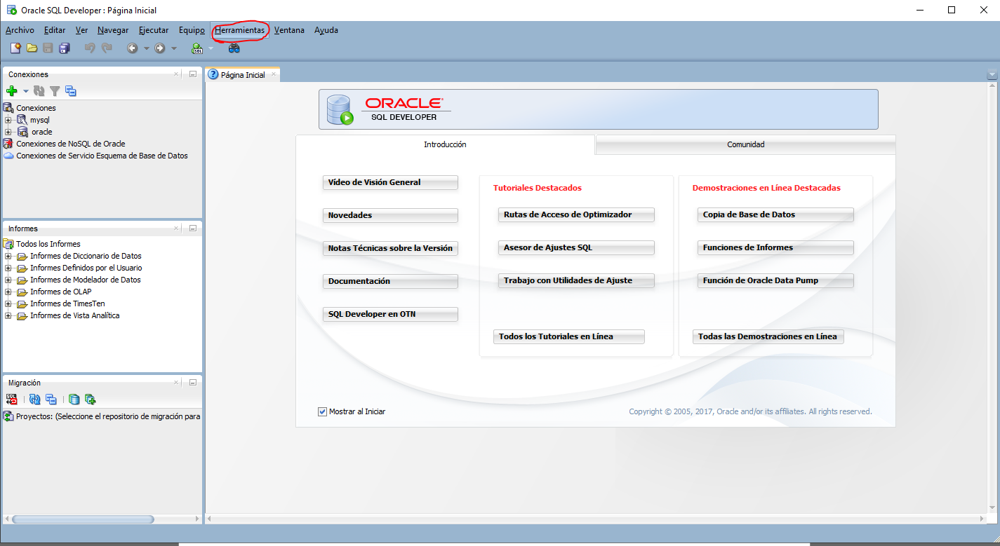 Oracle SQL Developer : Página Inicial
Archivo Editar Ver Navegar Ejecutar Equipo Herramientas Ventana Ayuda
SQL
Conexiones
Conexiones
mysql
oracle
Conexiones de NoSQL de Oracle
Conexiones de Servicio Esquema de Base de Datos
Informes
Todos los Informes
Informes de Diccionario de Datos
Informes Definidos por el Usuario
Informes de Modelador de Datos
Informes de OLAP
Informes de TimesTen
Informes de Vista Analítica
Migración
SQL
Proyectos: (Seleccione el repositorio de migración para
Página Inicial
ORACLE
SQL DEVELOPER
Introducción
Comunidad
Vídeo de Visión General
Novedades
Notas Técnicas sobre la Versión
Documentación
SQL Developer en OTN
Tutoriales Destacados
Rutas de Acceso de Optimizador
Asesor de Ajustes SQL
Trabajo con Utilidades de Ajuste
Todos los Tutoriales en Línea
Demostraciones en Línea Destacadas
Copia de Base de Datos
Funciones de Informes
Función de Oracle Data Pump
Todas las Demostraciones en Línea
Mostrar al Iniciar
Copyright © 2005, 2017, Oracle and/or its affiliates. All rights reserved.